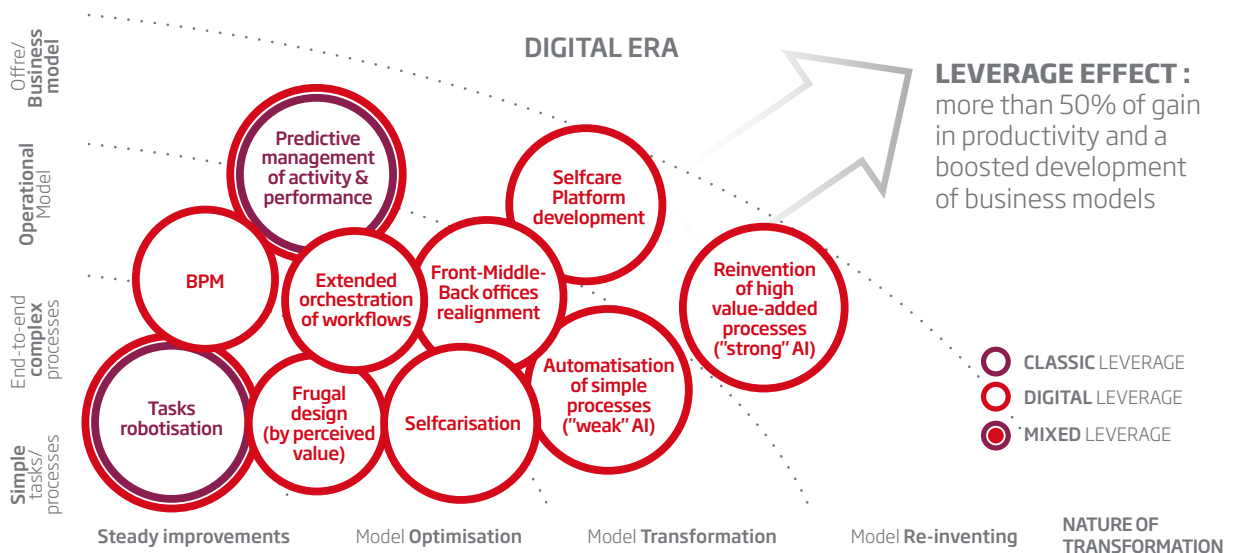 DIGITAL ERA
LEVERAGE EFFECT :
more than 50% of gain
in productivity and a
boosted development
of business models
Offre/
Business
model
Operational
Model
End-to-end
complex
processes
Simple
tasks/
processes
Predictive
management
of activity &
performance
Selfcare
Platform
development
BPM
Extended
orchestration
of workflows
Front-Middle-
Back offices
realignment
Reinvention
of high
value-added
processes
("strong" AI)
Tasks
robotisation
Frugal
design
(by perceived
value)
Selfcarisation
Automatisation
of simple
processes
("weak" AI)
CLASSIC LEVERAGE
DIGITAL LEVERAGE
MIXED LEVERAGE
Steady improvements
Model Optimisation
Model Transformation
Model Re-inventing
NATURE OF
TRANSFORMATION